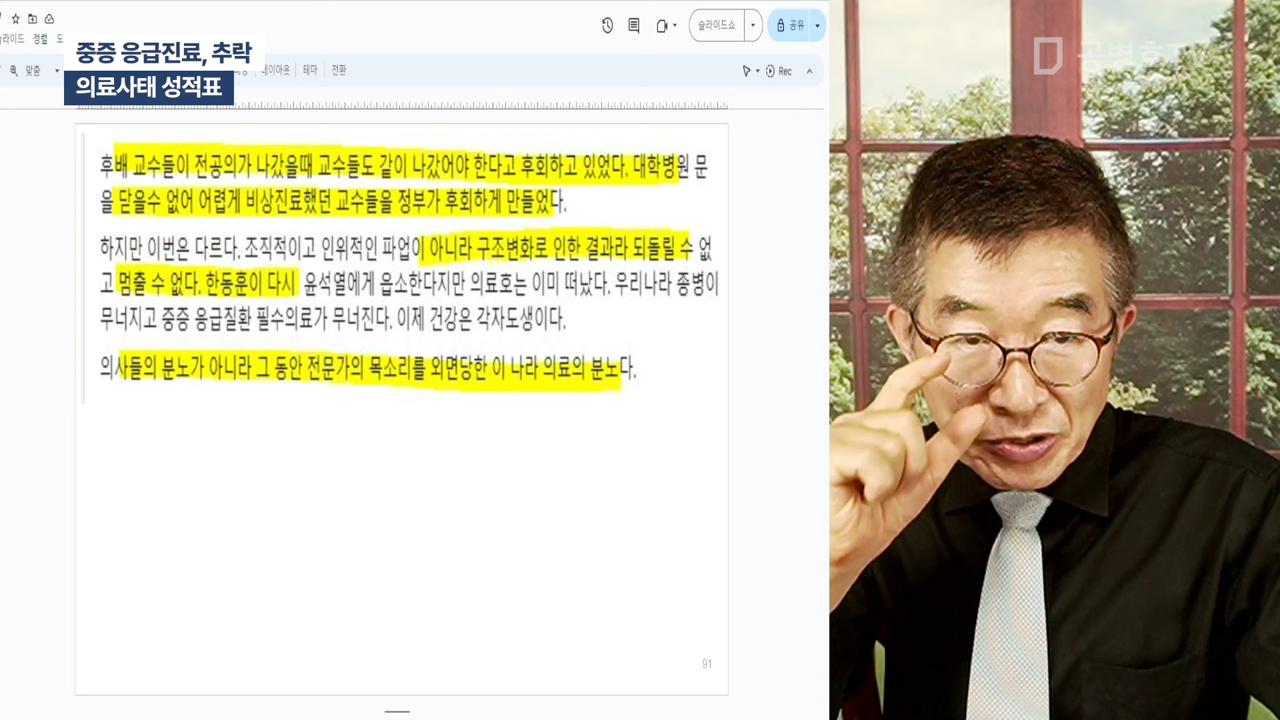 중증 응급진료, 추락
의료사태 성적표
슬라이드쇼
공유
정렬
맞춤
테마
전환
Rec
후배 교수들이 전공의가 나갔을때 교수들도 같이 나갔어야 한다고 후회하고 있었다. 대학병원 문
을 닫을수 없어 어렵게 비상진료했던 교수들을 정부가 후회하게 만들었다.
하지만 이번은 다르다. 조직적이고 인위적인 파업이 아니라 구조변화로 인한 결과라 되돌릴 수 없
고 멈출 수 없다. 한동훈이 다시 윤석열에게 읍소한다지만 의료호는 이미 떠났다. 우리나라 종병이
무너지고 중증 응급질환 필수의료가 무너진다. 이제 건강은 각자도생이다.
의사들의 분노가 아니라 그 동안 전문가의 목소리를 외면당한 이 나라 의료의 분노다.
91